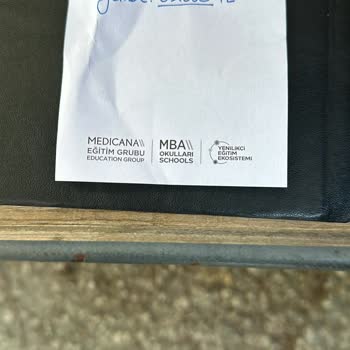 MEDICANA
EĞİTİM GRUBU
EDUCATION GROUP
MBA
OKULLARI
SCHOOLS
YENİLİKÇİ
EĞİTİM
EKOSİSTEMİ